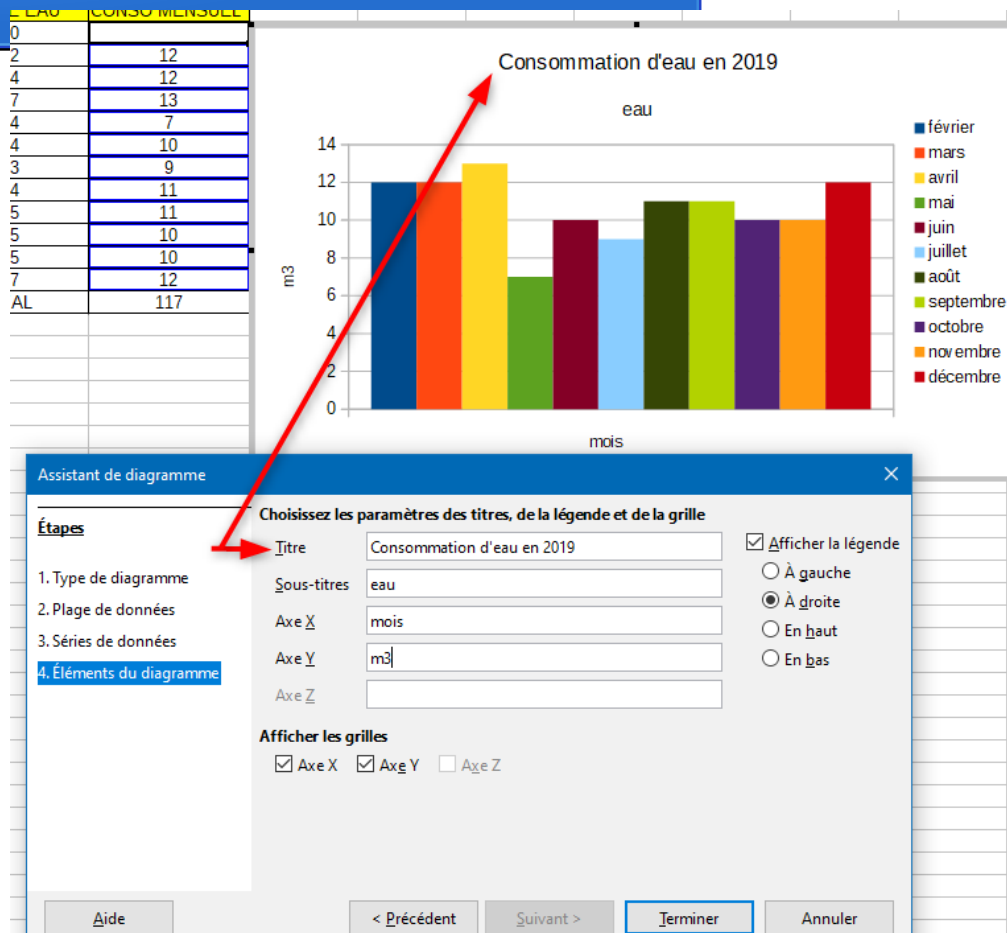 E EAU CONSO MENSUEL
0
2 12
4 12
7 13
4 7
4 10
3 9
4 11
5 11
5 10
5 10
7 12
AL 117
Consommation d'eau en 2019
eau
14
12
10
8
6
4
2
0
m3
mois
février
mars
avril
mai
juin
juillet
août
septembre
octobre
novembre
décembre
Assistant de diagramme
Étapes
1. Type de diagramme
2. Plage de données
3. Séries de données
4. Éléments du diagramme
Choisissez les paramètres des titres, de la légende et de la grille
Titre Consommation d'eau en 2019
Sous-titres eau
Axe X mois
Axe Y m3
Axe Z
Afficher la légende
À gauche
À droite
En haut
En bas
Afficher les grilles
Axe X Axe Y Axe Z
Aide < Précédent Suivant > Terminer Annuler